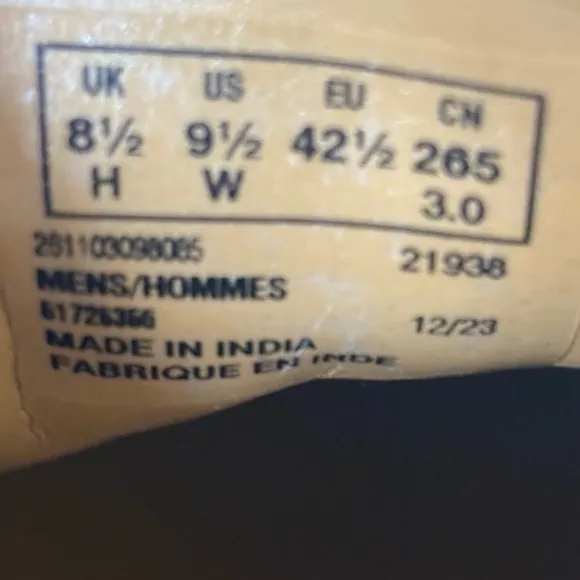 UK US EU CN
8½ 9½ 42½ 265
H W 3.0
261103098085 21938
MENS/HOMMES
61726366 12/23
MADE IN INDIA
FABRIQUE EN INDE